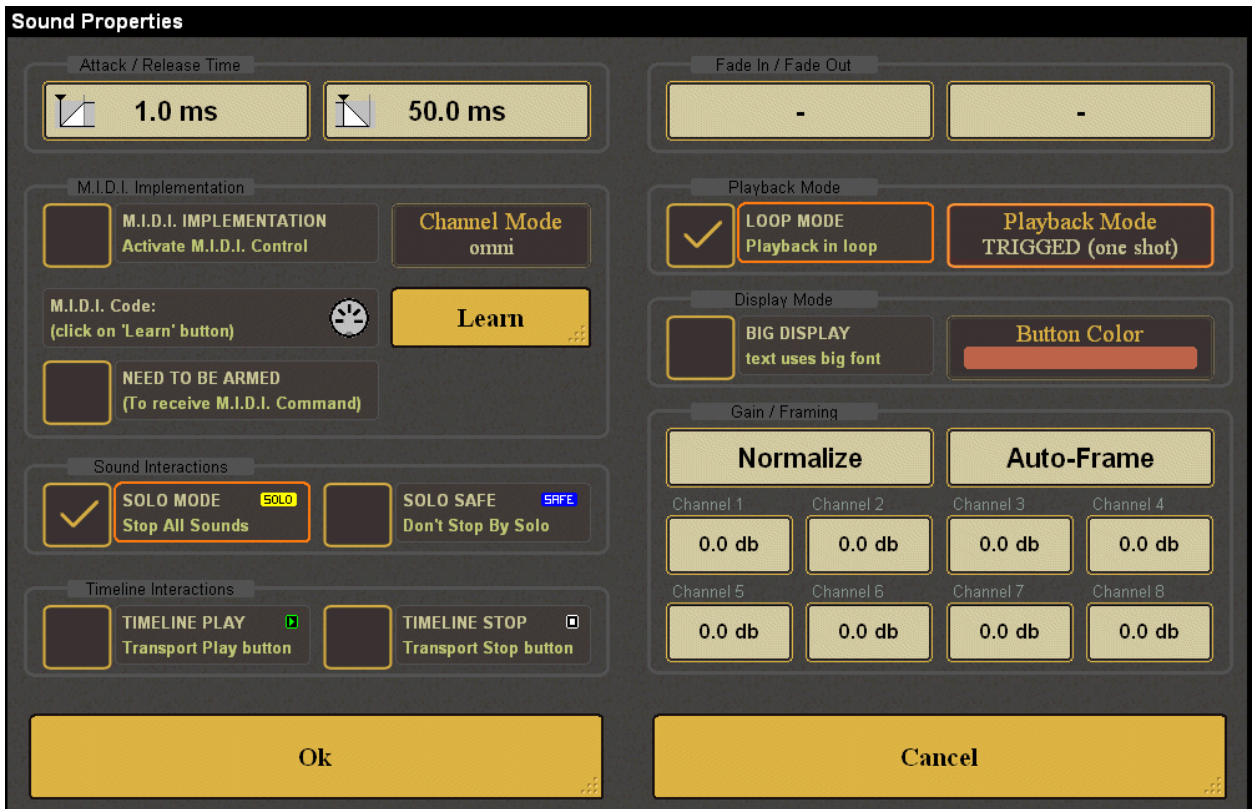 Sound Properties
Attack / Release Time
1.0 ms
50.0 ms
Fade In / Fade Out
-
-
M.I.D.I. Implementation
M.I.D.I. IMPLEMENTATION
Activate M.I.D.I. Control
Channel Mode
omni
M.I.D.I. Code:
(click on 'Learn' button)
Learn
NEED TO BE ARMED
(To receive M.I.D.I. Command)
Playback Mode
LOOP MODE
Playback in loop
Playback Mode
TRIGGED (one shot)
Display Mode
BIG DISPLAY
text uses big font
Button Color
Sound Interactions
SOLO MODE SOLO
Stop All Sounds
SOLO SAFE SAFE
Don't Stop By Solo
Timeline Interactions
TIMELINE PLAY
Transport Play button
TIMELINE STOP
Transport Stop button
Gain / Framing
Normalize
Auto-Frame
Channel 1 Channel 2 Channel 3 Channel 4
0.0 db 0.0 db 0.0 db 0.0 db
Channel 5 Channel 6 Channel 7 Channel 8
0.0 db 0.0 db 0.0 db 0.0 db
Ok
Cancel